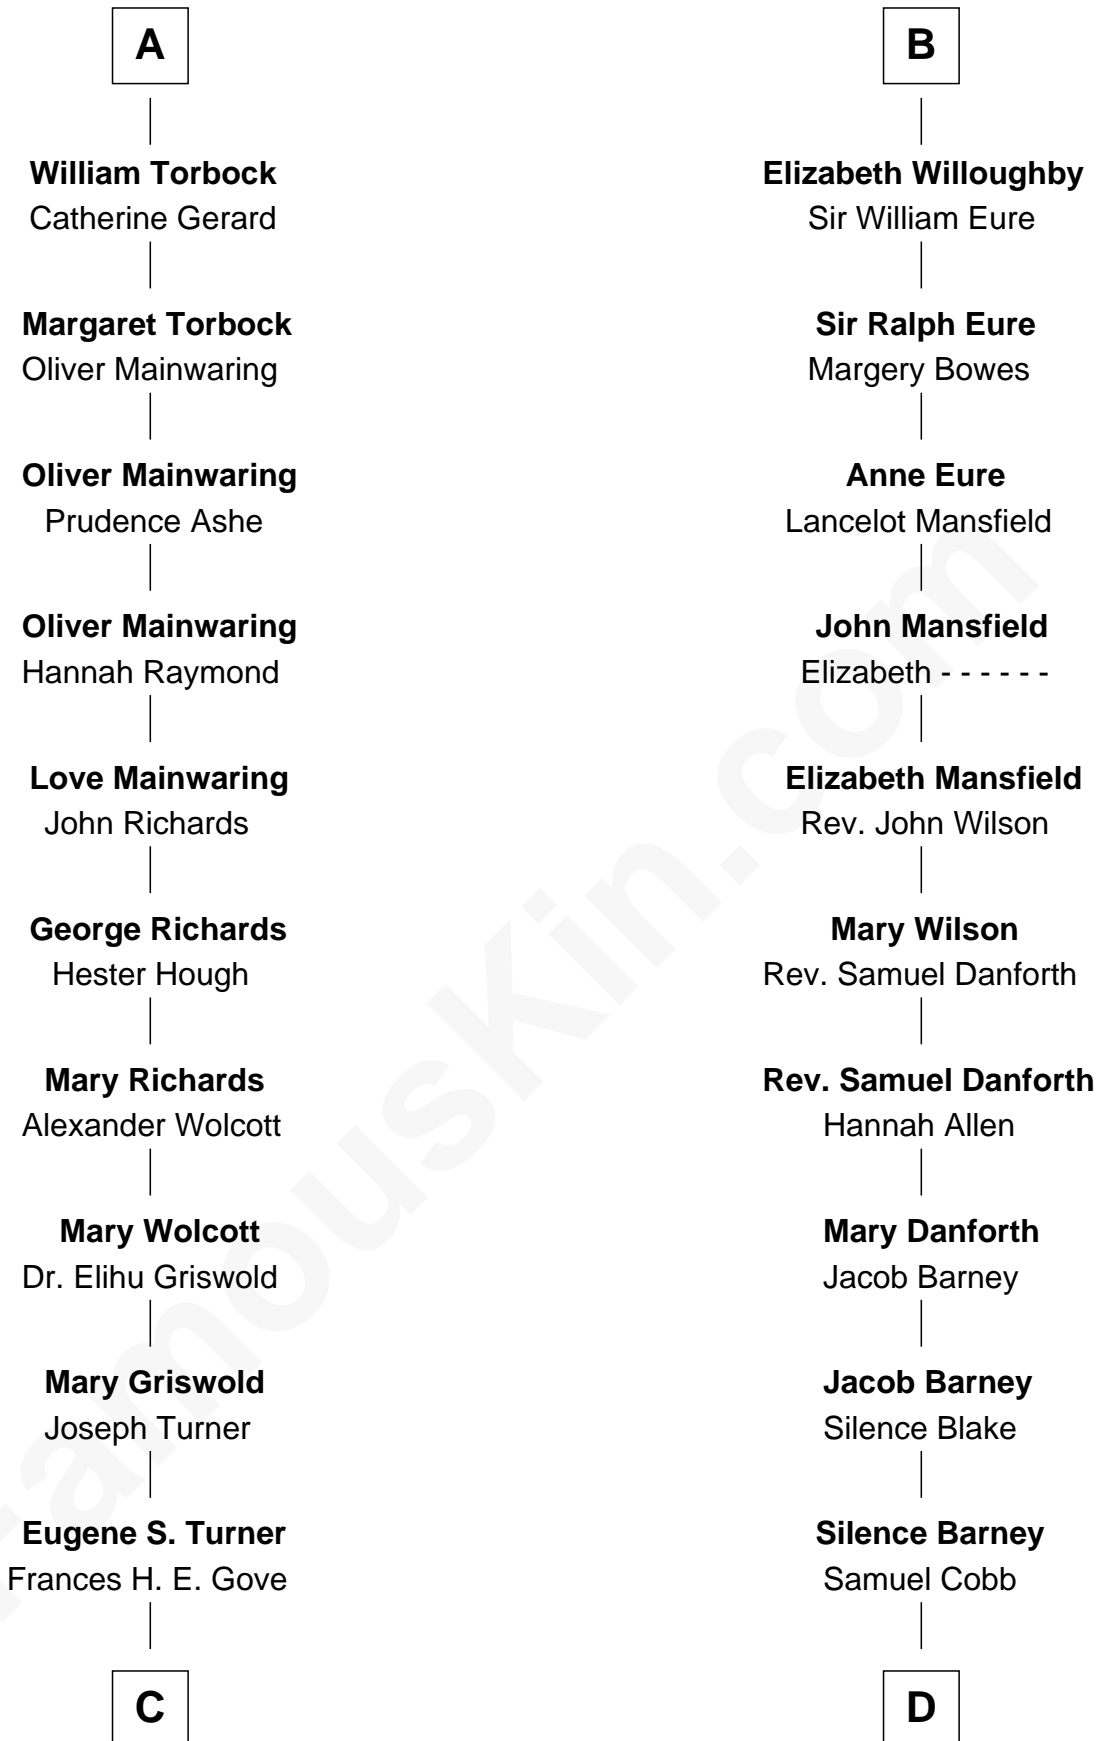 A
William Torbock
Catherine Gerard
Margaret Torbock
Oliver Mainwaring
Oliver Mainwaring
Prudence Ashe
Oliver Mainwaring
Hannah Raymond
Love Mainwaring
John Richards
George Richards
Hester Hough
Mary Richards
Alexander Wolcott
Mary Wolcott
Dr. Elihu Griswold
Mary Griswold
Joseph Turner
Eugene S. Turner
Frances H. E. Gove
C
B
Elizabeth Willoughby
Sir William Eure
Sir Ralph Eure
Margery Bowes
Anne Eure
Lancelot Mansfield
John Mansfield
Elizabeth - - - - - -
Elizabeth Mansfield
Rev. John Wilson
Mary Wilson
Rev. Samuel Danforth
Rev. Samuel Danforth
Hannah Allen
Mary Danforth
Jacob Barney
Jacob Barney
Silence Blake
Silence Barney
Samuel Cobb
D
FamousKin.com